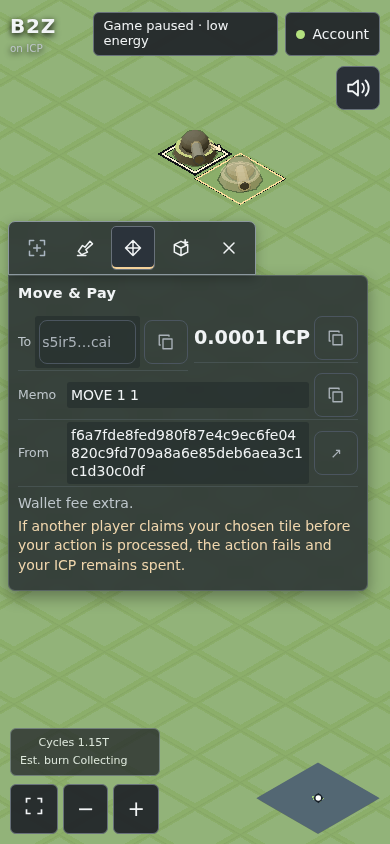 B2Z
on ICP
Game paused · low
energy
Account
Move & Pay
To
s5ir5...cai
0.0001 ICP
Memo
MOVE 1 1
From
f6a7fde8fed980f87e4c9ec6fe04
820c9fd709a8a6e85deb6aea3c1
c1d30c0df
Wallet fee extra.
If another player claims your chosen tile before
your action is processed, the action fails and
your ICP remains spent.
Cycles 1.15T
Est. burn Collecting